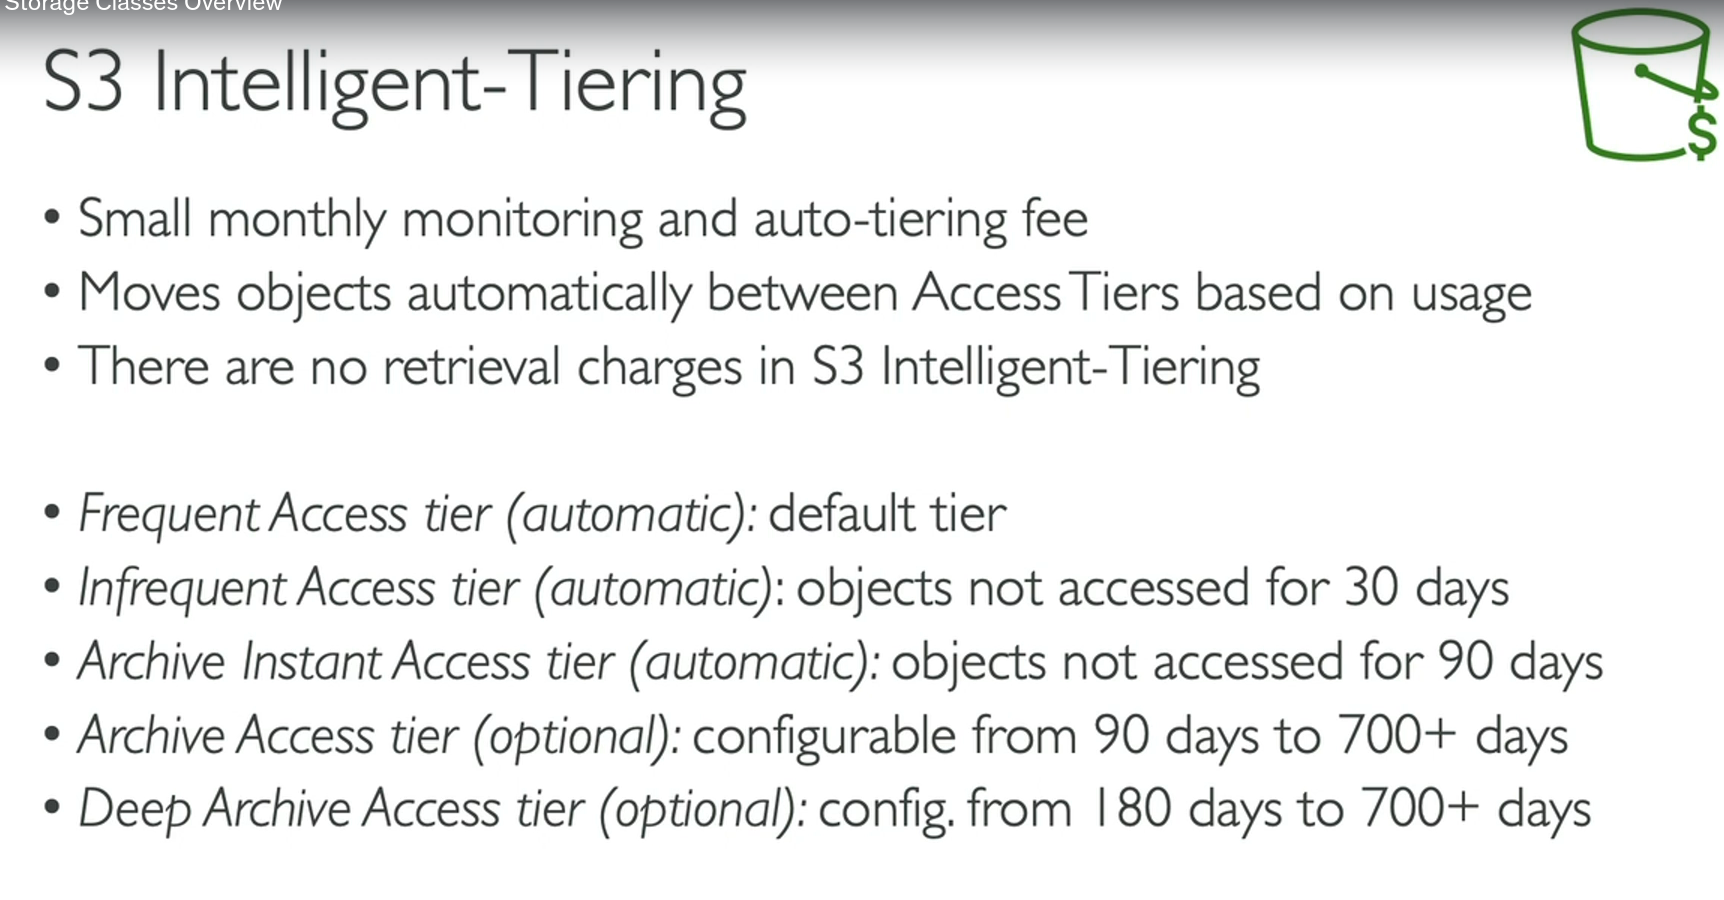 Storage Classes Overview
S3 Intelligent-Tiering
$
• Small monthly monitoring and auto-tiering fee
• Moves objects automatically between Access Tiers based on usage
• There are no retrieval charges in S3 Intelligent-Tiering
• Frequent Access tier (automatic): default tier
• Infrequent Access tier (automatic): objects not accessed for 30 days
• Archive Instant Access tier (automatic): objects not accessed for 90 days
• Archive Access tier (optional): configurable from 90 days to 700+ days
• Deep Archive Access tier (optional): config. from 180 days to 700+ days